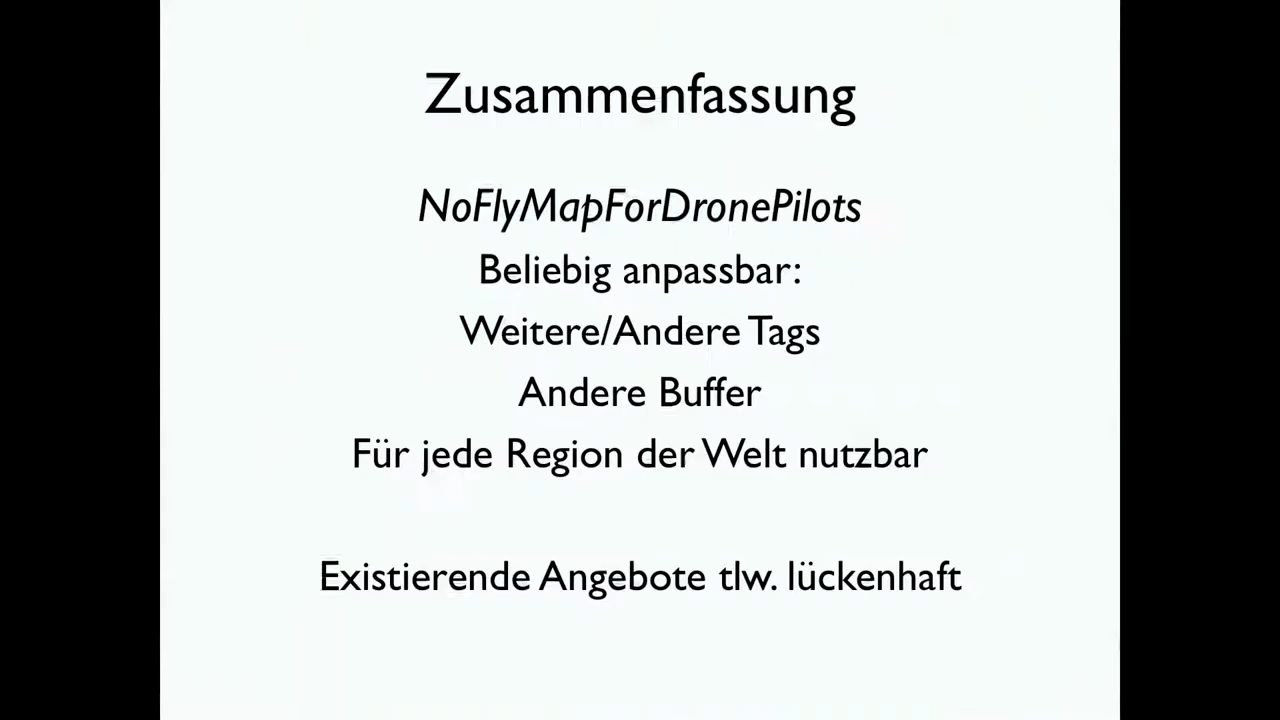 Zusammenfassung
NoFlyMapForDronePilots
Beliebig anpassbar:
Weitere/Andere Tags
Andere Buffer
Für jede Region der Welt nutzbar
Existierende Angebote tlw. lückenhaft